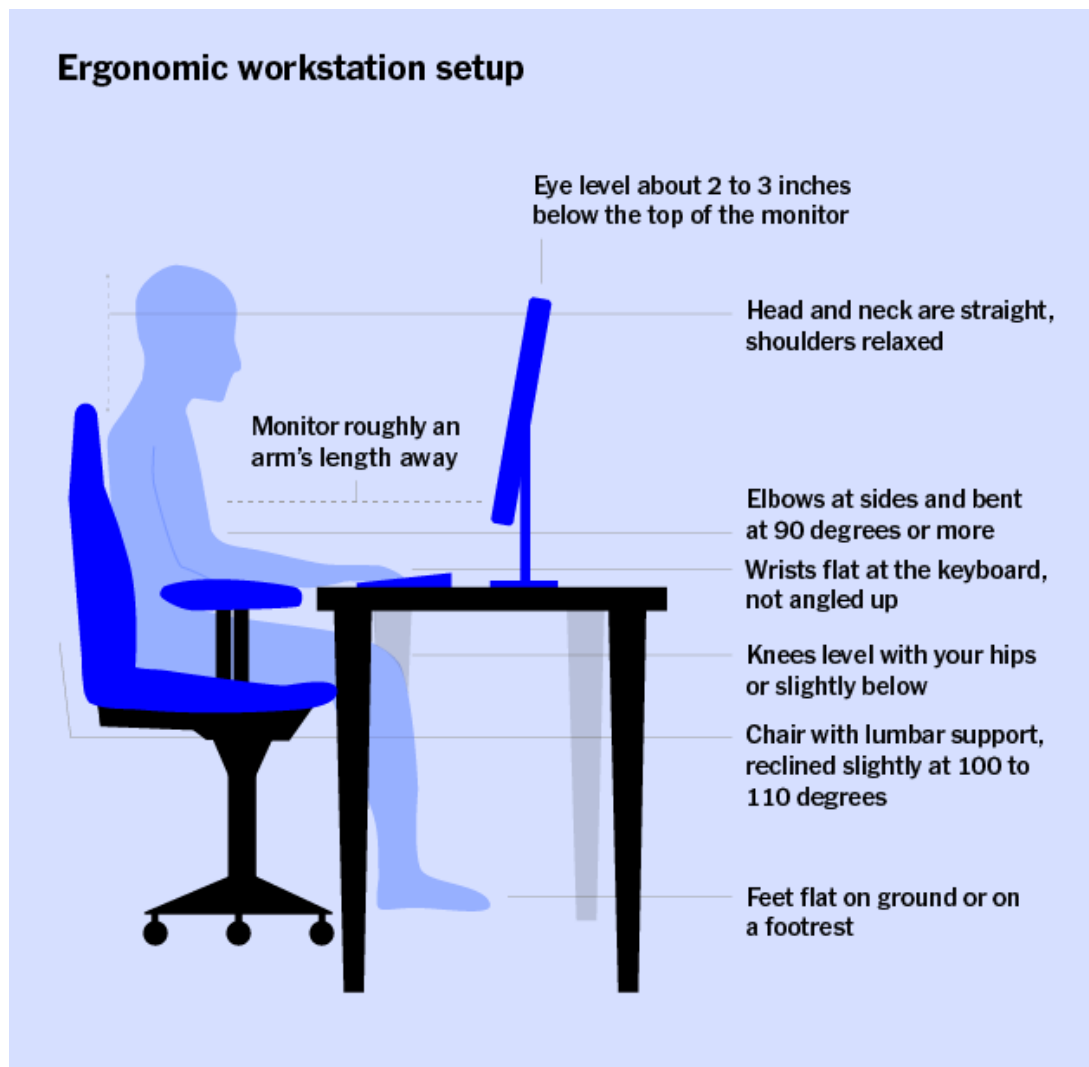 Ergonomic workstation setup
Eye level about 2 to 3 inches
below the top of the monitor
Head and neck are straight,
shoulders relaxed
Monitor roughly an
arm’s length away
Elbows at sides and bent
at 90 degrees or more
Wrists flat at the keyboard,
not angled up
Knees level with your hips
or slightly below
Chair with lumbar support,
reclined slightly at 100 to
110 degrees
Feet flat on ground or on
a footrest